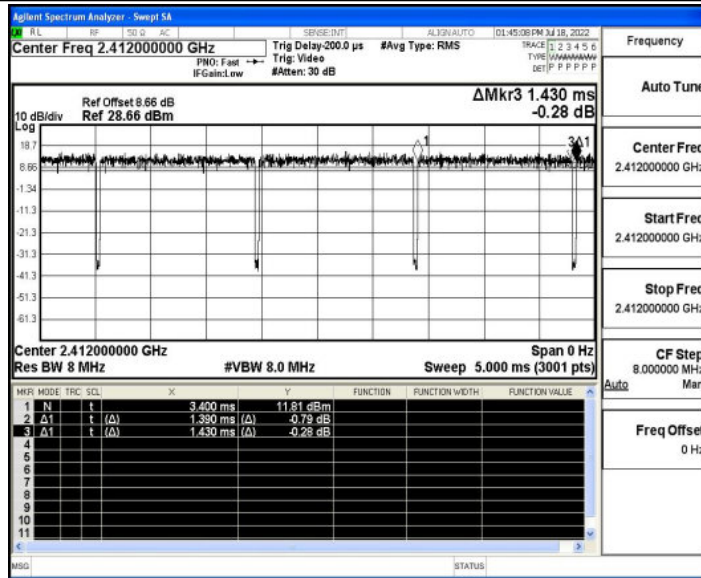 Agilent Spectrum Analyzer - Swept SA
RL RF 50 Ω AC SENSE:INT ALIGN AUTO 01:45:08 PM Jul 18, 2022
Center Freq 2.412000000 GHz
PNO: Fast
IFGain:Low
Trig Delay-200.0 µs
Trig: Video
#Atten: 30 dB
#Avg Type: RMS
TRACE 1 2 3 4 5 6
TYPE
DET P P P P P P
Ref Offset 8.66 dB
Ref 28.66 dBm
10 dB/div
Log
ΔMkr3 1.430 ms
-0.28 dB
1
3Δ1
18.7
8.66
-1.34
-11.3
-21.3
-31.3
-41.3
-51.3
-61.3
Center 2.412000000 GHz Span 0 Hz
Res BW 8 MHz #VBW 8.0 MHz Sweep 5.000 ms (3001 pts)
MKR MODE TRC SCL X Y FUNCTION FUNCTION WIDTH FUNCTION VALUE
1 N t 3.400 ms 11.81 dBm
2 Δ1 t (Δ) 1.390 ms (Δ) -0.79 dB
3 Δ1 t (Δ) 1.430 ms (Δ) -0.28 dB
4
5
6
7
8
9
10
11
MSG STATUS
Frequency
Auto Tune
Center Freq
2.412000000 GHz
Start Freq
2.412000000 GHz
Stop Freq
2.412000000 GHz
CF Step
8.000000 MHz
Auto Man
Freq Offset
0 Hz